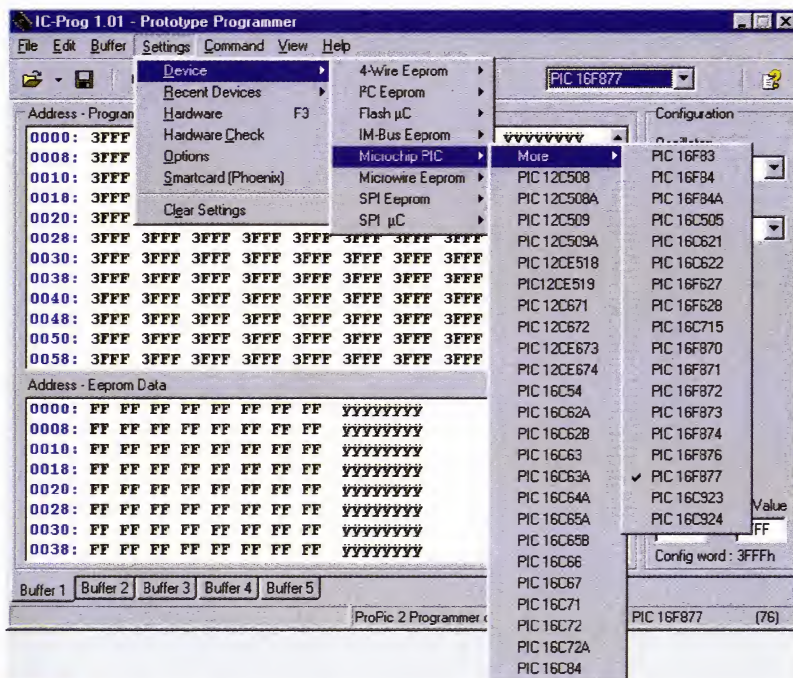 IC-Prog 1.01 - Prototype Programmer
File Edit Buffer Settings Command View Help
PIC 16F877
Device
Recent Devices
Hardware F3
Hardware Check
Options
Smartcard (Phoenix)
Clear Settings
4-Wire Eeprom
I²C Eeprom
Flash µC
IM-Bus Eeprom
Microchip PIC
Microwire Eeprom
SPI Eeprom
SPI µC
More
PIC 12C508
PIC 12C508A
PIC 12C509
PIC 12C509A
PIC 12CE518
PIC12CE519
PIC 12C671
PIC 12C672
PIC 12CE673
PIC 12CE674
PIC 16C54
PIC 16C62A
PIC 16C62B
PIC 16C63
PIC 16C63A
PIC 16C64A
PIC 16C65A
PIC 16C65B
PIC 16C66
PIC 16C67
PIC 16C71
PIC 16C72
PIC 16C72A
PIC 16C84
PIC 16F83
PIC 16F84
PIC 16F84A
PIC 16C505
PIC 16C621
PIC 16C622
PIC 16F627
PIC 16F628
PIC 16C715
PIC 16F870
PIC 16F871
PIC 16F872
PIC 16F873
PIC 16F874
PIC 16F876
✓ PIC 16F877
PIC 16C923
PIC 16C924
Address - Program
0000: 3FFF ÿÿÿÿÿÿÿÿ
0008: 3FFF
0010: 3FFF
0018: 3FFF
0020: 3FFF
0028: 3FFF 3FFF 3FFF 3FFF 3FFF 3FFF 3FFF 3FFF
0030: 3FFF 3FFF 3FFF 3FFF 3FFF 3FFF 3FFF 3FFF
0038: 3FFF 3FFF 3FFF 3FFF 3FFF 3FFF 3FFF 3FFF
0040: 3FFF 3FFF 3FFF 3FFF 3FFF 3FFF 3FFF 3FFF
0048: 3FFF 3FFF 3FFF 3FFF 3FFF 3FFF 3FFF 3FFF
0050: 3FFF 3FFF 3FFF 3FFF 3FFF 3FFF 3FFF 3FFF
0058: 3FFF 3FFF 3FFF 3FFF 3FFF 3FFF 3FFF 3FFF
Address - Eeprom Data
0000: FF FF FF FF FF FF FF FF ÿÿÿÿÿÿÿÿ
0008: FF FF FF FF FF FF FF FF ÿÿÿÿÿÿÿÿ
0010: FF FF FF FF FF FF FF FF ÿÿÿÿÿÿÿÿ
0018: FF FF FF FF FF FF FF FF ÿÿÿÿÿÿÿÿ
0020: FF FF FF FF FF FF FF FF ÿÿÿÿÿÿÿÿ
0028: FF FF FF FF FF FF FF FF ÿÿÿÿÿÿÿÿ
0030: FF FF FF FF FF FF FF FF ÿÿÿÿÿÿÿÿ
0038: FF FF FF FF FF FF FF FF ÿÿÿÿÿÿÿÿ
Configuration
Value
FFF
Config word : 3FFFh
Buffer 1 Buffer 2 Buffer 3 Buffer 4 Buffer 5
ProPic 2 Programmer PIC 16F877 (76)